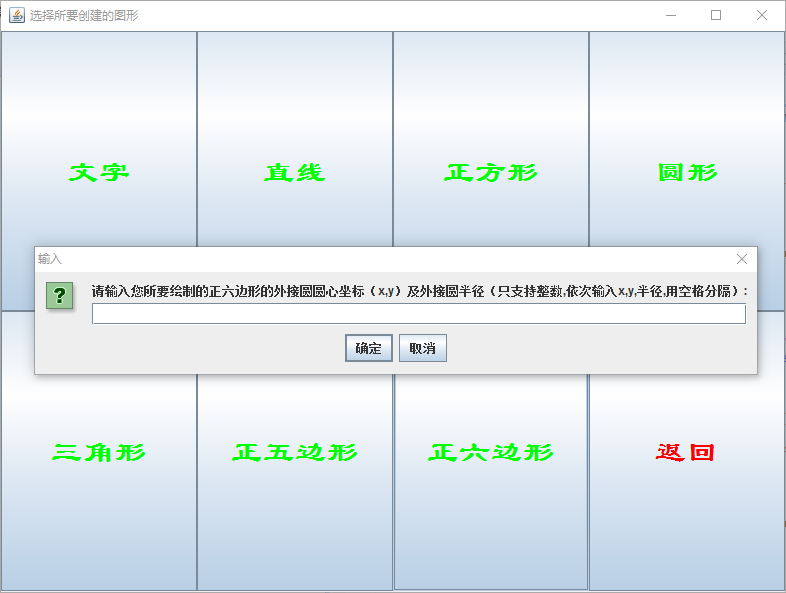 选择所要创建的图形
文字
直线
正方形
圆形
输入
?
请输入您所要绘制的正六边形的外接圆圆心坐标（x,y）及外接圆半径（只支持整数,依次输入x,y,半径,用空格分隔）:
确定
取消
三角形
正五边形
正六边形
返回